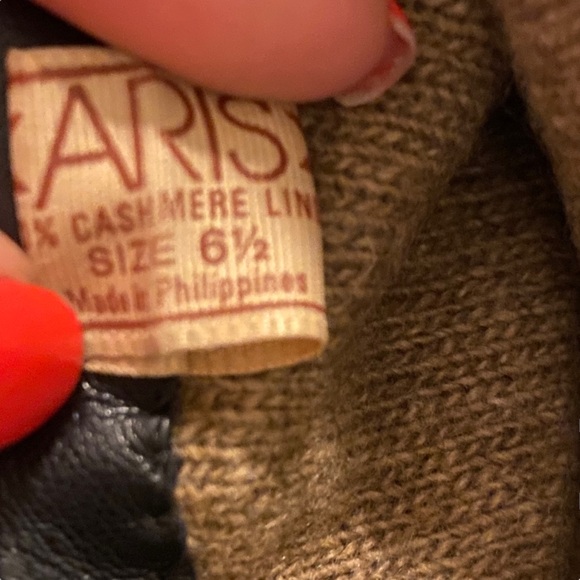 ARIS
% CASHMERE LIN
SIZE 6½
Made in Philippines